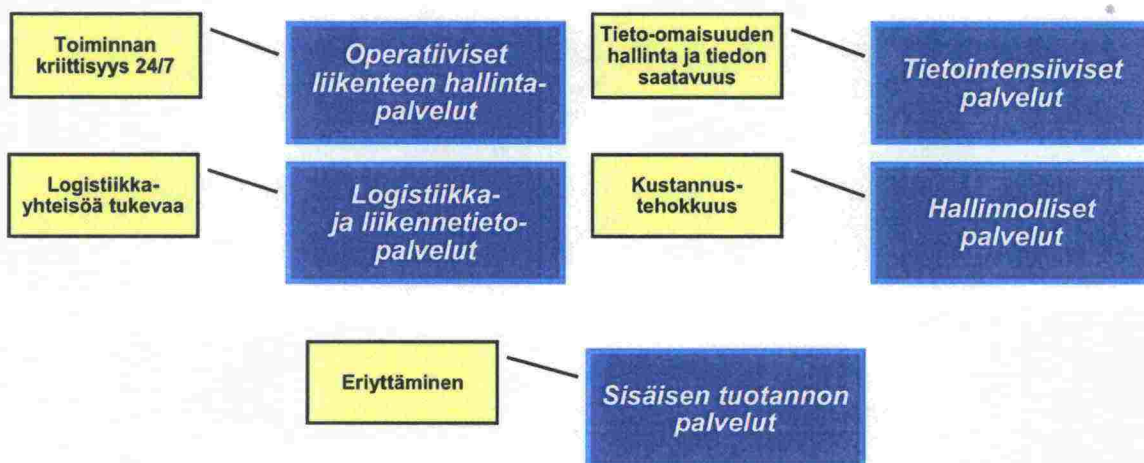 Toiminnan
kriittisyys 24/7
Operatiiviset
liikenteen hallinta-
palvelut
Tieto-omaisuuden
hallinta ja tiedon
saatavuus
Tietointensiiviset
palvelut
Logistiikka-
yhteisöä tukevaa
Logistiikka-
ja liikennetieto-
palvelut
Kustannus-
tehokkuus
Hallinnolliset
palvelut
Eriyttäminen
Sisäisen tuotannon
palvelut